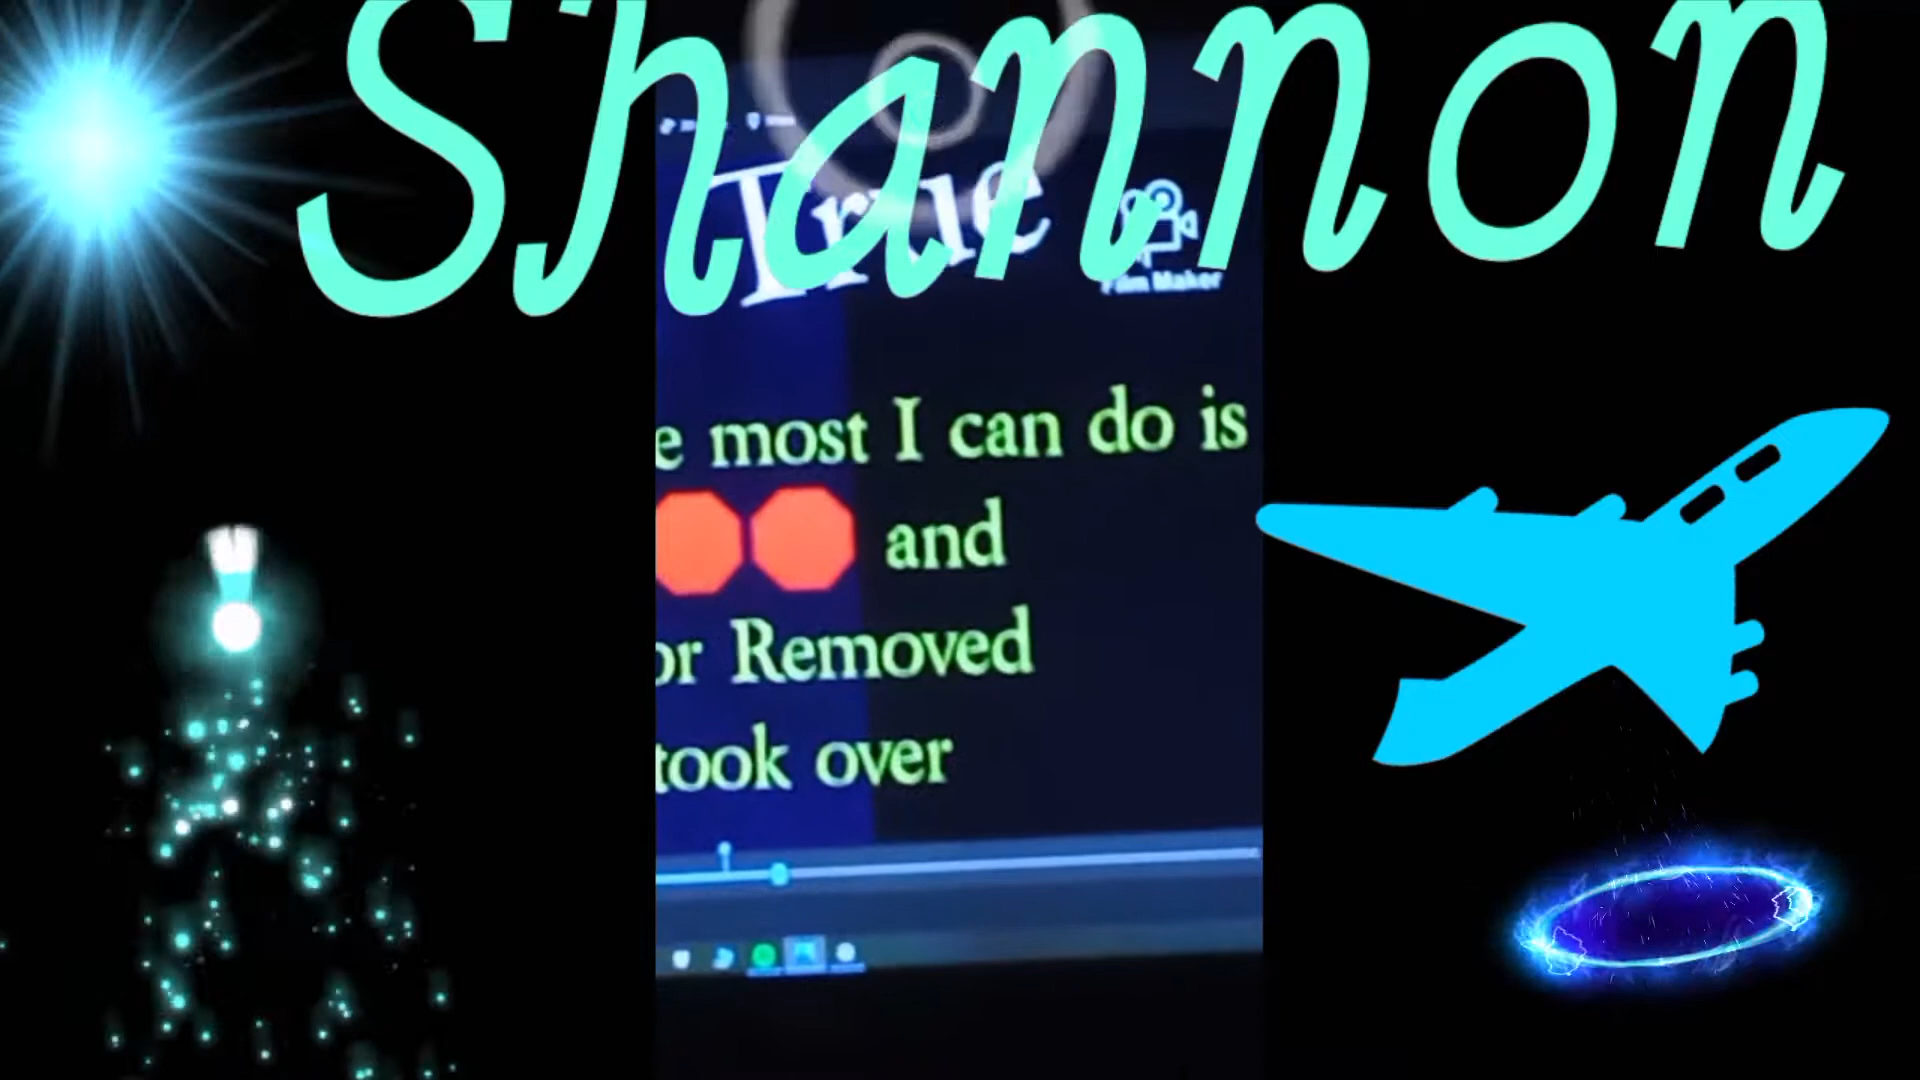 Shannon
True
Film Maker
e most I can do is
and
or Removed
took over